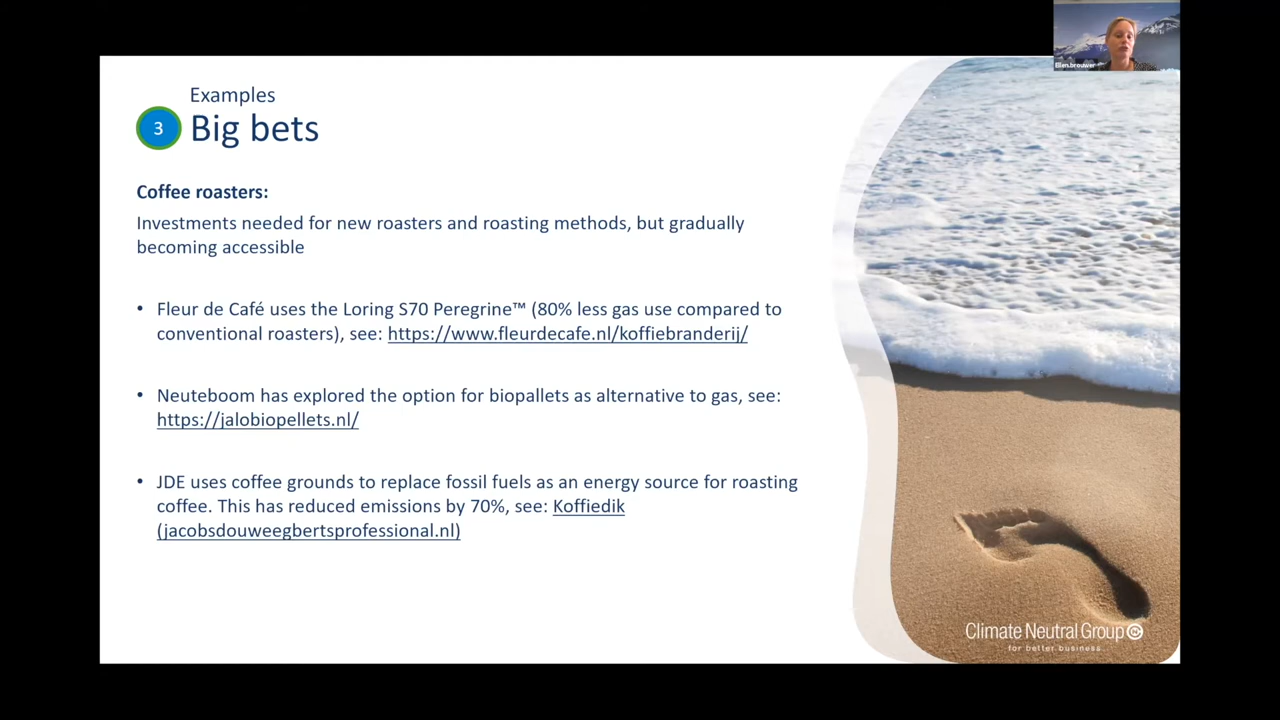 Ellen.brouwer
Examples
3
Big bets
Coffee roasters:
Investments needed for new roasters and roasting methods, but gradually
becoming accessible
• Fleur de Café uses the Loring S70 Peregrine™ (80% less gas use compared to
conventional roasters), see: https://www.fleurdecafe.nl/koffiebranderij/
• Neuteboom has explored the option for biopallets as alternative to gas, see:
https://jalobiopellets.nl/
• JDE uses coffee grounds to replace fossil fuels as an energy source for roasting
coffee. This has reduced emissions by 70%, see: Koffiedik
(jacobsdouweegbertsprofessional.nl)
Climate Neutral Group
for better business